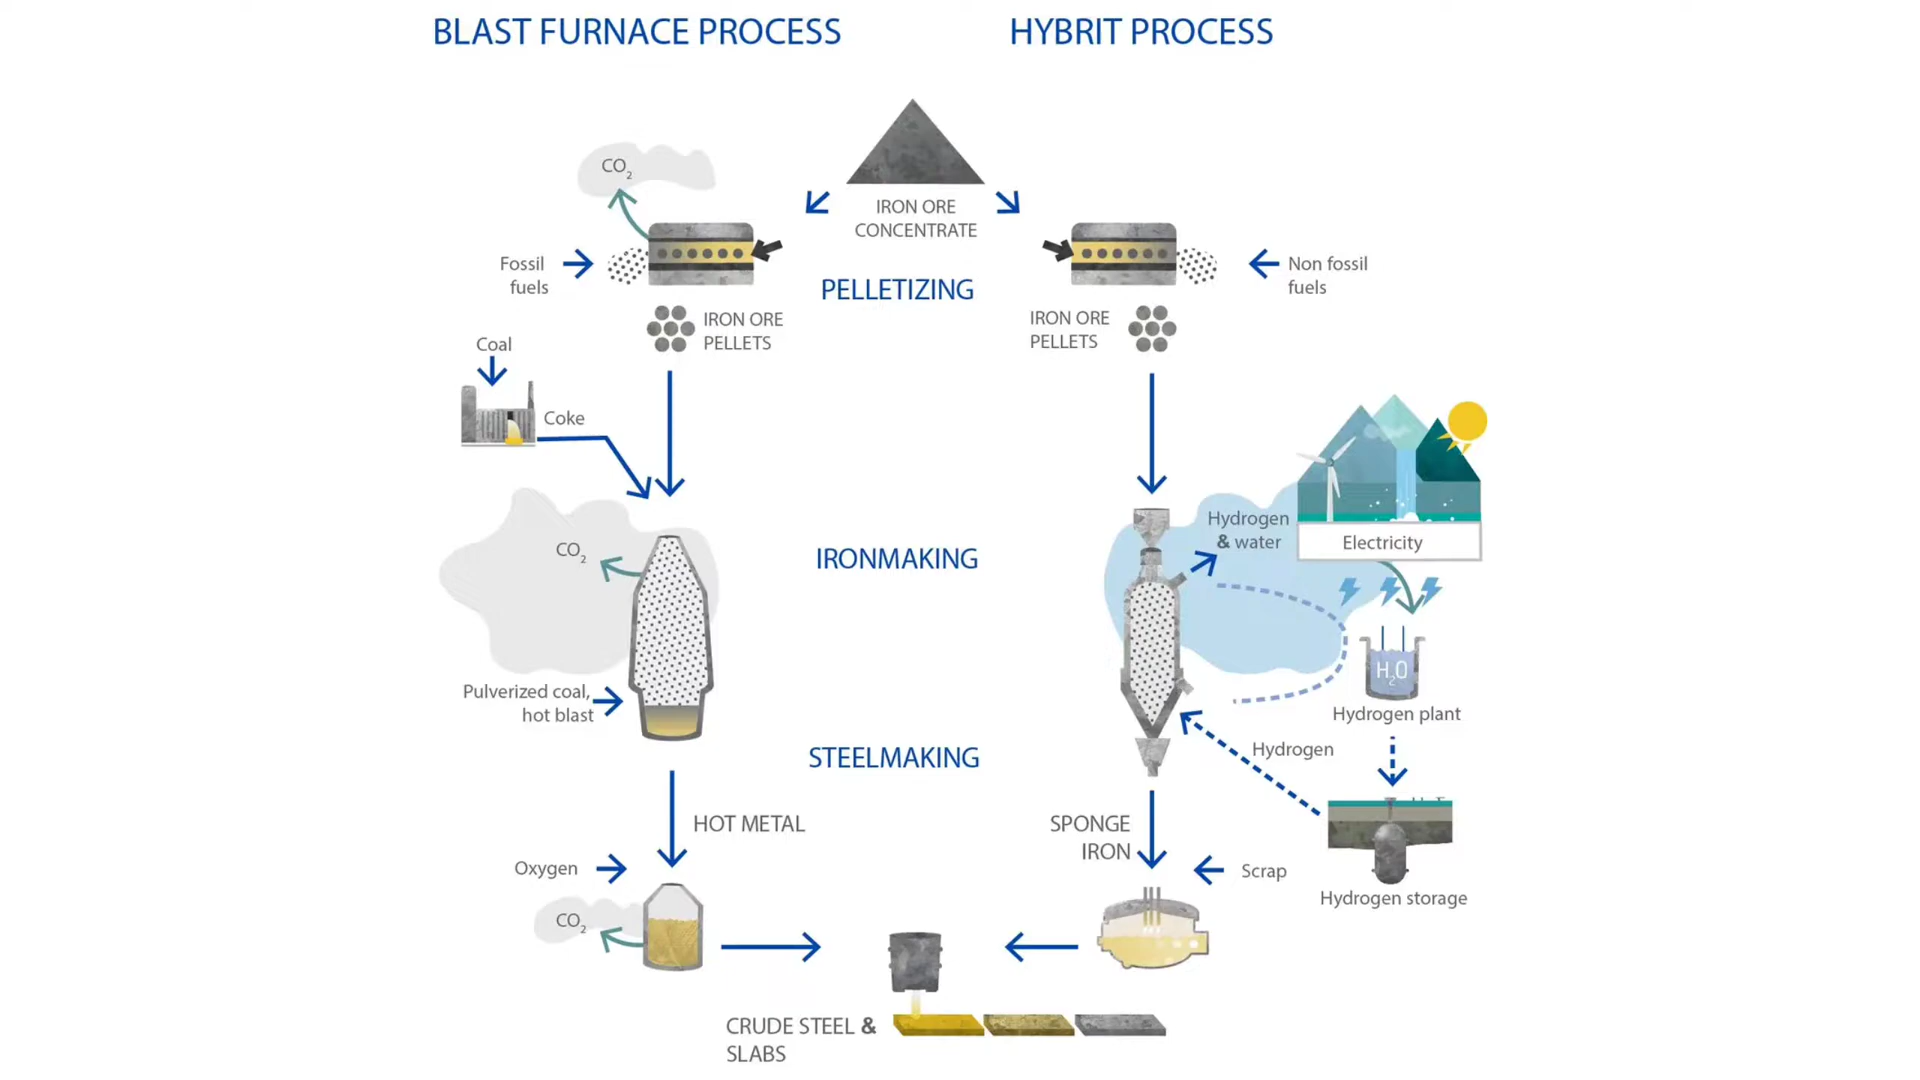 BLAST FURNACE PROCESS
HYBRIT PROCESS
CO2
IRON ORE
CONCENTRATE
Fossil
fuels
Non fossil
fuels
PELLETIZING
IRON ORE
PELLETS
IRON ORE
PELLETS
Coal
Coke
CO2
IRONMAKING
Hydrogen
& water
Electricity
H2O
Pulverized coal,
hot blast
Hydrogen plant
STEELMAKING
Hydrogen
HOT METAL
SPONGE
IRON
Oxygen
Scrap
Hydrogen storage
CO2
CRUDE STEEL &
SLABS